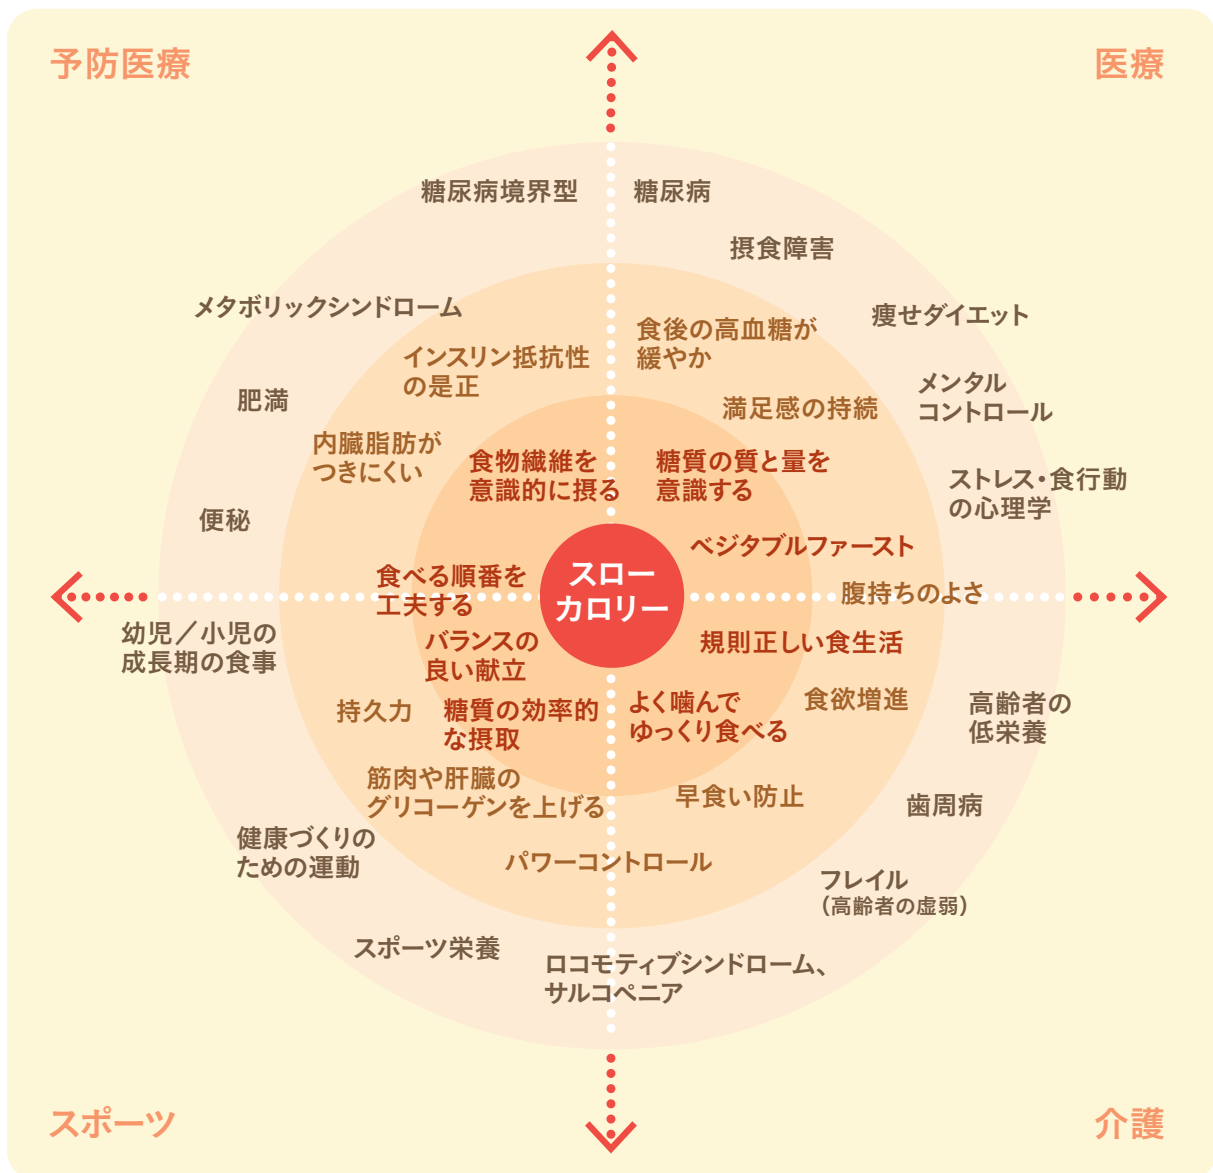 予防医療
医療
糖尿病境界型
糖尿病
摂食障害
メタボリックシンドローム
痩せダイエット
食後の高血糖が
緩やか
インスリン抵抗性
の是正
肥満
メンタル
コントロール
満足感の持続
内臓脂肪が
つきにくい
食物繊維を
意識的に摂る
糖質の質と量を
意識する
ストレス・食行動
の心理学
便秘
ベジタブルファースト
食べる順番を
工夫する
スロー
カロリー
腹持ちのよさ
幼児／小児の
成長期の食事
バランスの
良い献立
規則正しい食生活
持久力
糖質の効率的
な摂取
よく噛んで
ゆっくり食べる
食欲増進
高齢者の
低栄養
筋肉や肝臓の
グリコーゲンを上げる
早食い防止
歯周病
健康づくりの
ための運動
パワーコントロール
フレイル
（高齢者の虚弱）
スポーツ栄養
ロコモティブシンドローム、
サルコペニア
スポーツ
介護